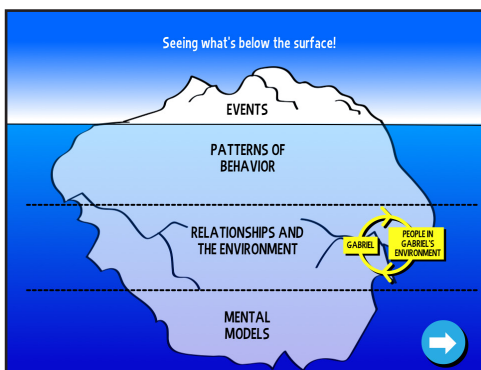 Seeing what's below the surface!
EVENTS
PATTERNS OF
BEHAVIOR
RELATIONSHIPS AND
THE ENVIRONMENT
GABRIEL
PEOPLE IN
GABRIEL'S
ENVIRONMENT
MENTAL
MODELS